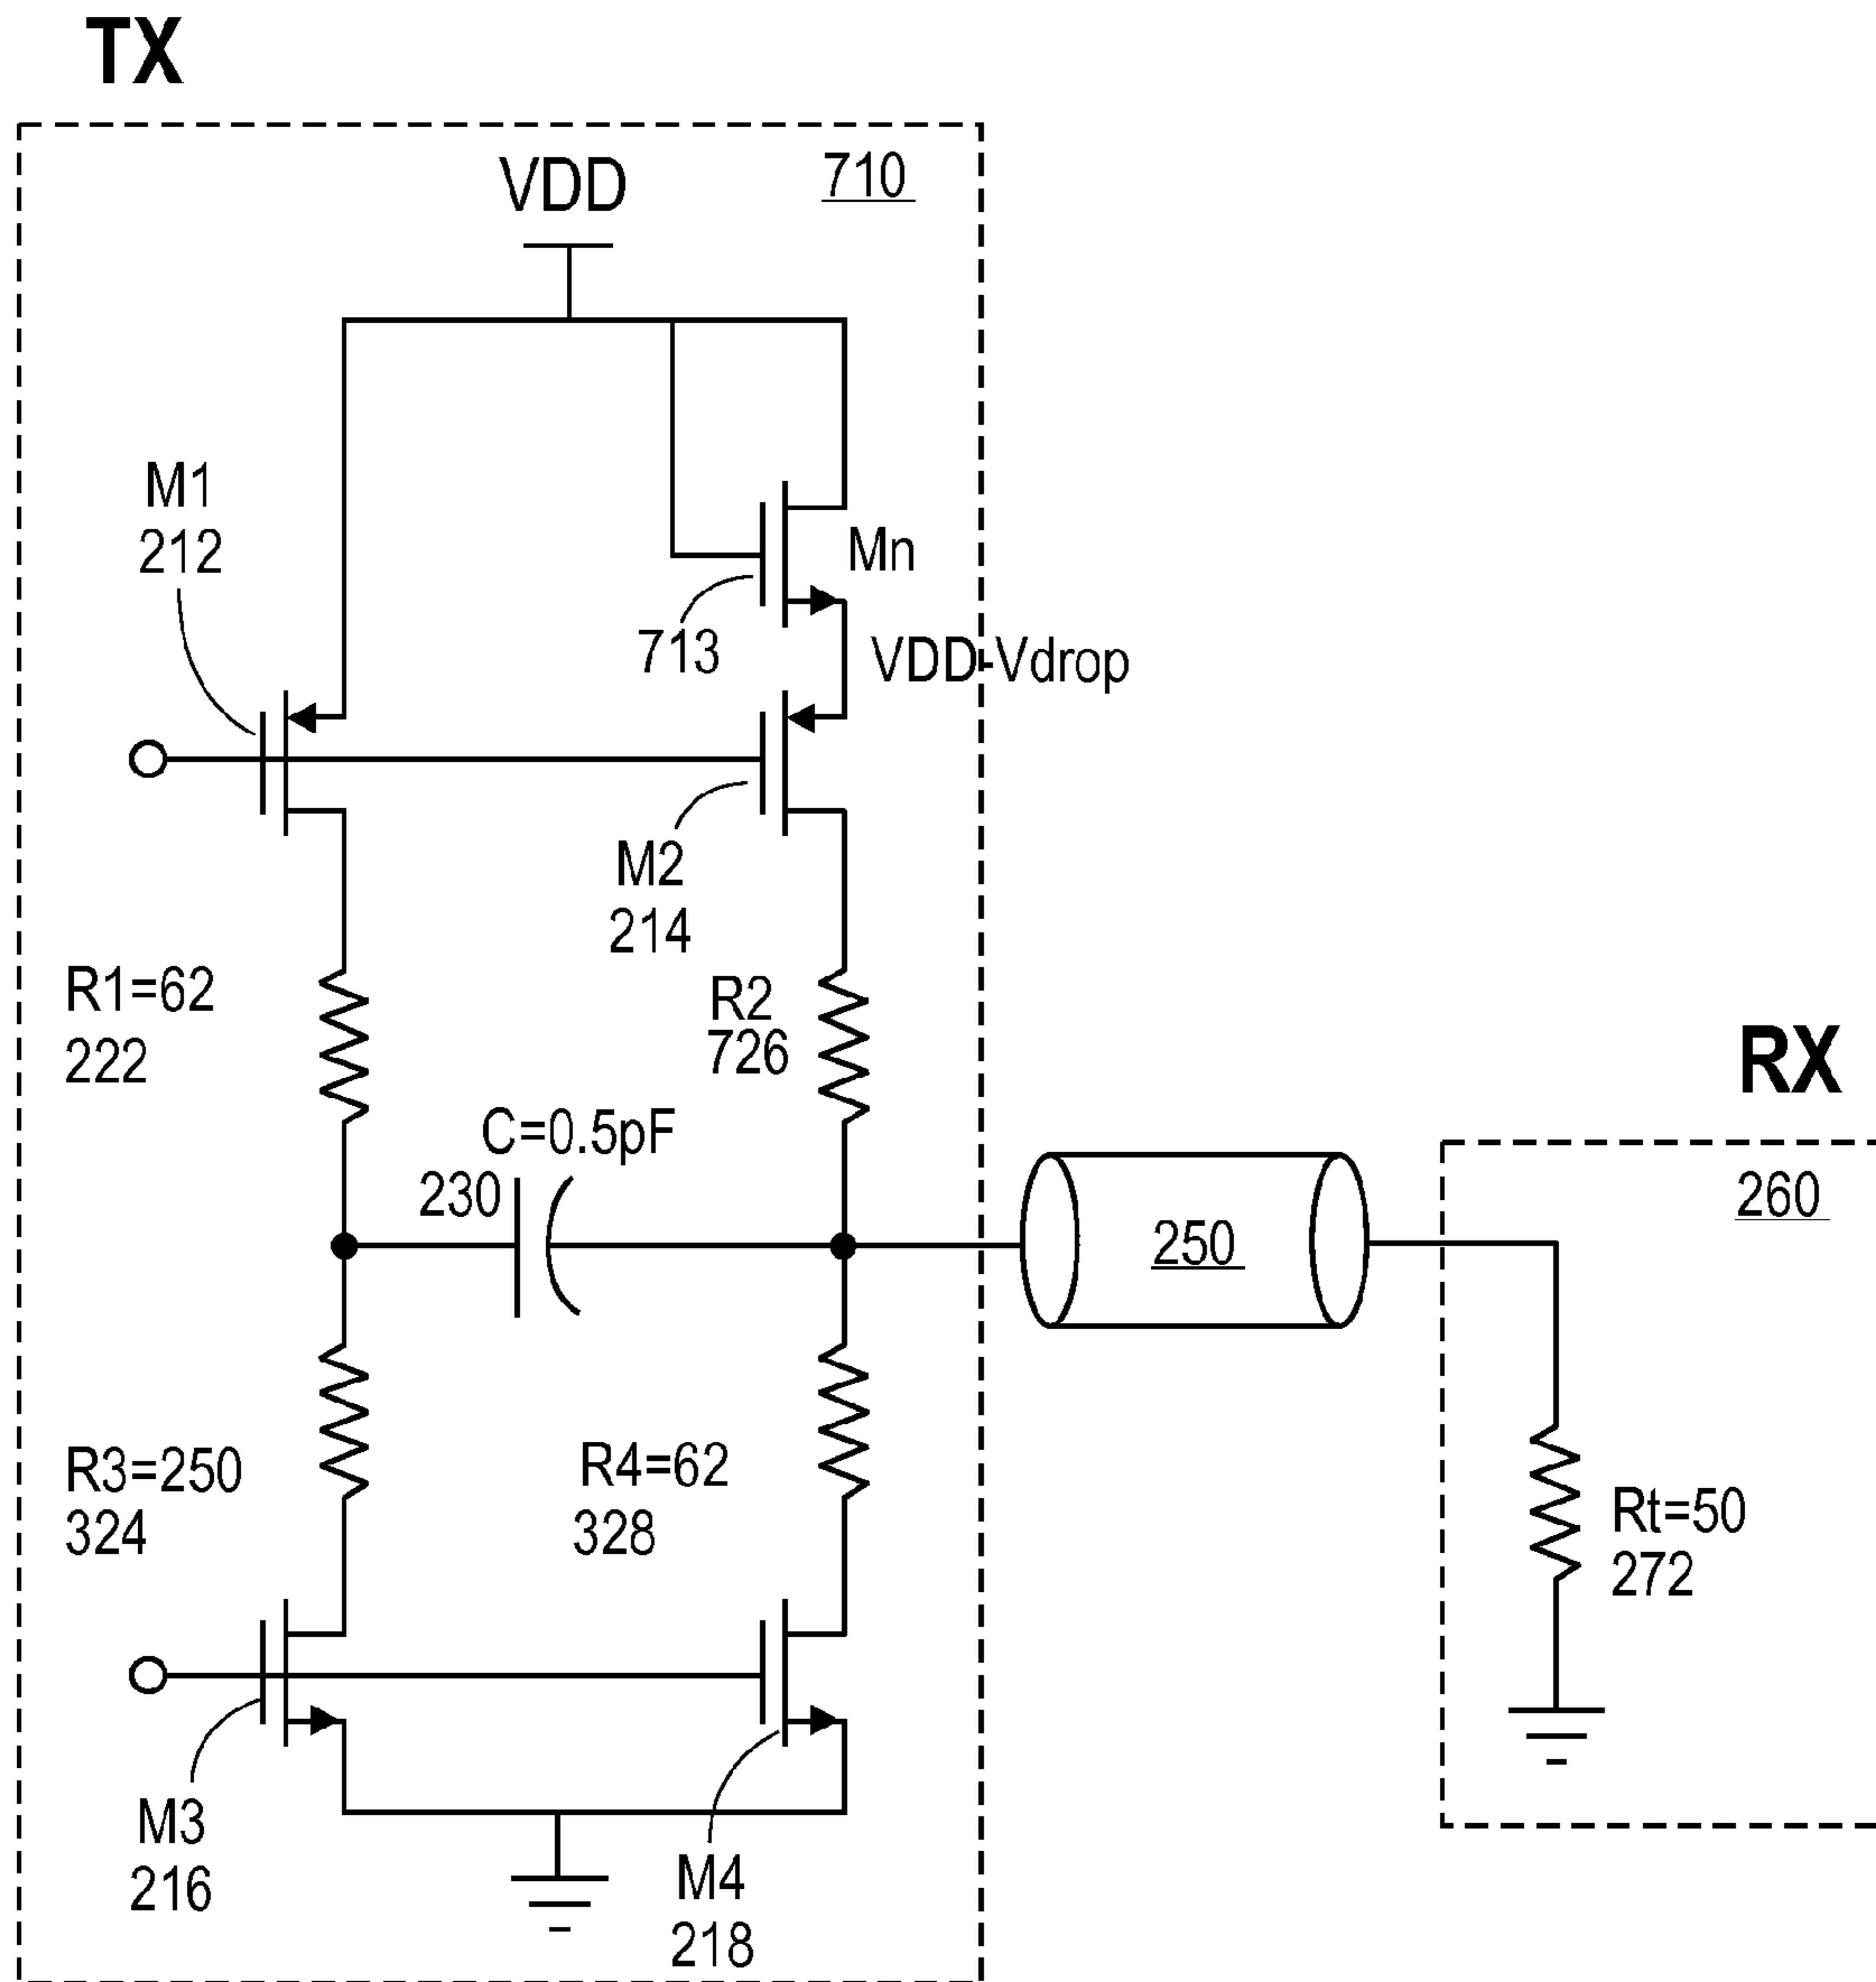 TX
VDD
710
M1
212
Mn
713
VDD-Vdrop
M2
214
R1=62
222
R2
726
RX
C=0.5pF
230
250
260
R3=250
324
R4=62
328
Rt=50
272
M3
216
M4
218